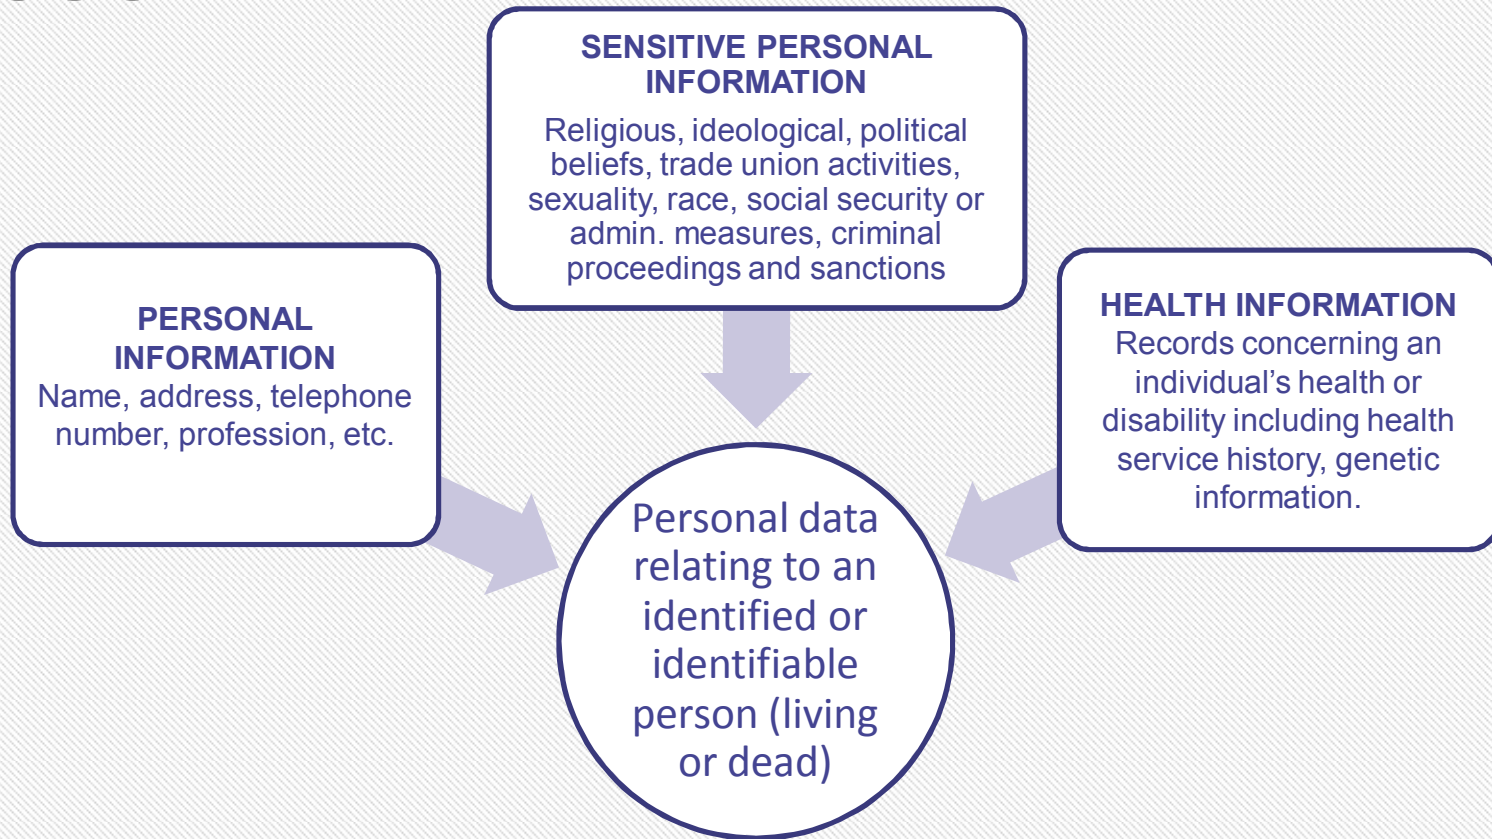 SENSITIVE PERSONAL
INFORMATION
Religious, ideological, political
beliefs, trade union activities,
sexuality, race, social security or
admin. measures, criminal
proceedings and sanctions
PERSONAL
INFORMATION
Name, address, telephone
number, profession, etc.
HEALTH INFORMATION
Records concerning an
individual’s health or
disability including health
service history, genetic
information.
Personal data
relating to an
identified or
identifiable
person (living
or dead)